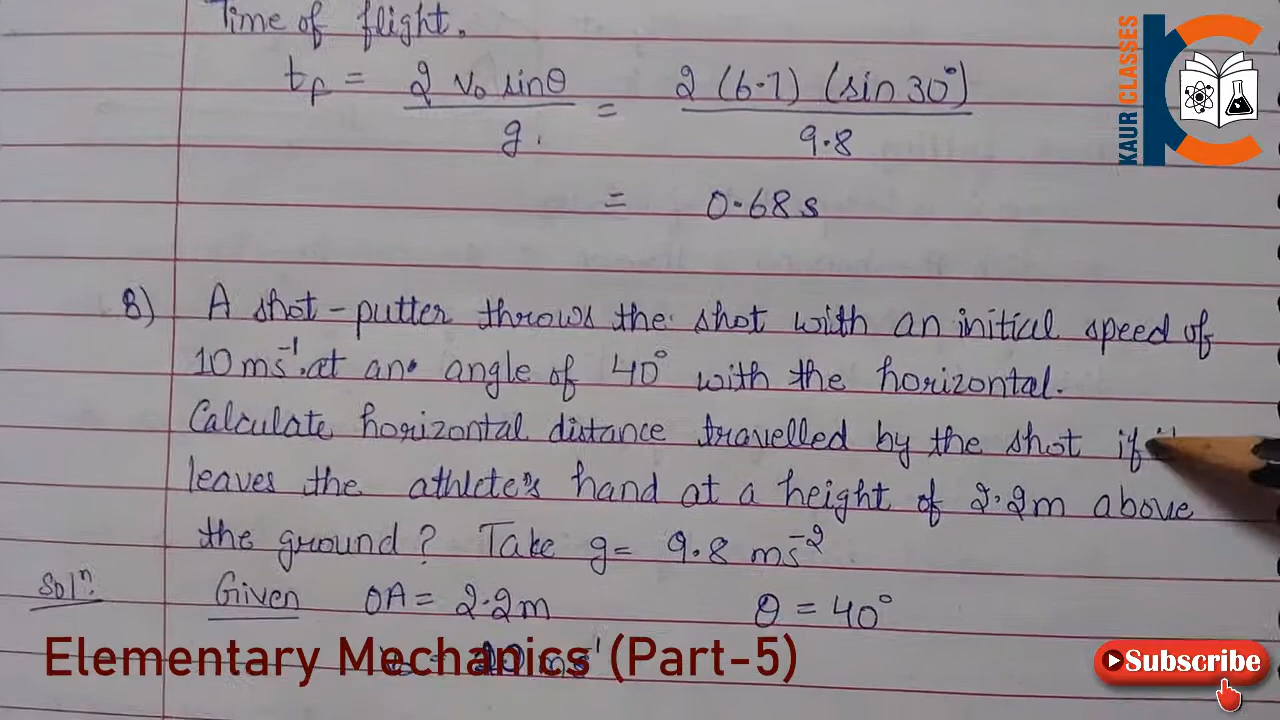 Time of flight.
tf = 2 v₀ sinθ / g. = 2 (6.7) (sin 30°) / 9.8
= 0.68 s
8) A shot-putter throws the shot with an initial speed of
10 ms⁻¹. at an angle of 40° with the horizontal.
Calculate horizontal distance travelled by the shot if
leaves the athlete's hand at a height of 2.2m above
the ground? Take g = 9.8 ms⁻²
Solⁿ. Given OA = 2.2m θ = 40°
Elementary Mechanics (Part-5)
KAUR CLASSES
Subscribe